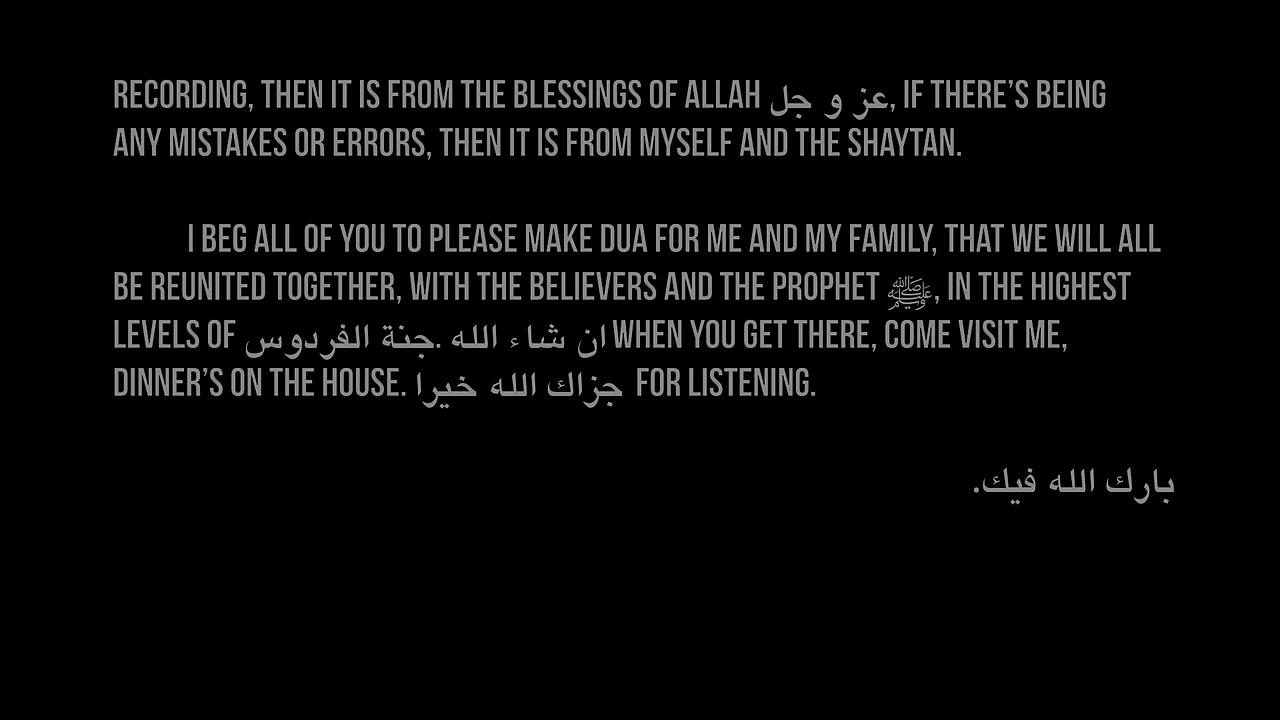 RECORDING, THEN IT IS FROM THE BLESSINGS OF ALLAH عز و جل, IF THERE’S BEING
ANY MISTAKES OR ERRORS, THEN IT IS FROM MYSELF AND THE SHAYTAN.
I BEG ALL OF YOU TO PLEASE MAKE DUA FOR ME AND MY FAMILY, THAT WE WILL ALL
BE REUNITED TOGETHER, WITH THE BELIEVERS AND THE PROPHET ﷺ, IN THE HIGHEST
LEVELS OF جنة الفردوس. ان شاء الله WHEN YOU GET THERE, COME VISIT ME,
DINNER’S ON THE HOUSE. جزاك الله خيرا FOR LISTENING.
بارك الله فيك.